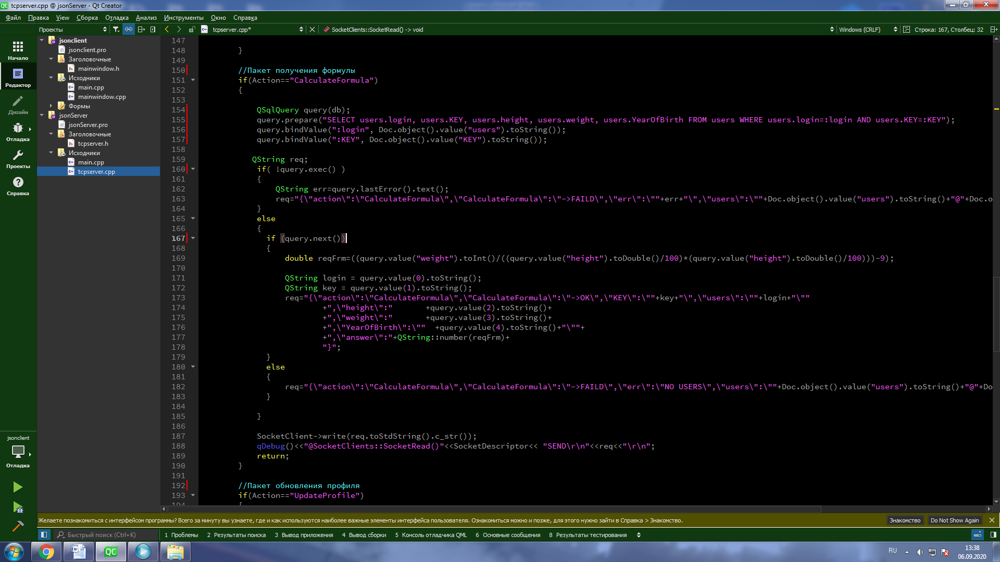 tcpserver.cpp @ jsonServer - Qt Creator
Файл Правка View Сборка Отладка Анализ Инструменты Окно Справка
Проекты tcpserver.cpp* SocketClients::SocketRead() -> void Windows (CRLF) Строка: 167, Столбец: 32
Начало
Редактор
Дизайн
Отладка
Проекты
Справка
jsonclient
Отладка
jsonclient
jsonclient.pro
Заголовочные
mainwindow.h
Исходники
main.cpp
mainwindow.cpp
Формы
jsonServer
jsonServer.pro
Заголовочные
tcpserver.h
Исходники
main.cpp
tcpserver.cpp
147
148 }
149
150 //Пакет получения формулы
151 if(Action=="CalculateFormula")
152 {
153
154 QSqlQuery query(db);
155 query.prepare("SELECT users.login, users.KEY, users.height, users.weight, users.YearOfBirth FROM users WHERE users.login=:login AND users.KEY=:KEY");
156 query.bindValue(":login", Doc.object().value("users").toString());
157 query.bindValue(":KEY", Doc.object().value("KEY").toString());
158
159 QString req;
160 if( !query.exec() )
161 {
162 QString err=query.lastError().text();
163 req="{\"action\":\"CalculateFormula\",\"CalculateFormula\":\"->FAILD\",\"err\":\""+err+"\",\"users\":\""+Doc.object().value("users").toString()+"@"+Doc.o
164 }
165 else
166 {
167 if (query.next())
168 {
169 double reqFrm=((query.value("weight").toInt()/((query.value("height").toDouble()/100)*(query.value("height").toDouble()/100)))-9);
170
171 QString login = query.value(0).toString();
172 QString key = query.value(1).toString();
173 req="{\"action\":\"CalculateFormula\",\"CalculateFormula\":\"->OK\",\"KEY\":\""+key+"\",\"users\":\""+login+"\""
174 +",\"height\":" +query.value(2).toString()+
175 +",\"weight\":" +query.value(3).toString()+
176 +",\"YearOfBirth\":\"" +query.value(4).toString()+"\""+
177 +",\"answer\":"+QString::number(reqFrm)+
178 "}";
179 }
180 else
181 {
182 req="{\"action\":\"CalculateFormula\",\"CalculateFormula\":\"->FAILD\",\"err\":\"NO USERS\",\"users\":\""+Doc.object().value("users").toString()+"@"+Do
183 }
184
185 }
186
187 SocketClient->write(req.toStdString().c_str());
188 qDebug()<<"@SocketClients::SocketRead()"<<SocketDescriptor<< "SEND\r\n"<<req<<"\r\n";
189 return;
190 }
191
192 //Пакет обновления профиля
193 if(Action=="UpdateProfile")
194 {
Желаете познакомиться с интерфейсом программы? Всего за минуту вы узнаете, где и как используются наиболее важные элементы интерфейса пользователя. Ознакомиться можно и позже, для этого нужно зайти в Справка > Знакомство. Знакомство Do Not Show Again
Быстрый поиск (Ctrl+K) 1 Проблемы 2 Результаты поиска 3 Вывод приложения 4 Вывод сборки 5 Консоль отладчика QML 6 Основные сообщения 8 Результаты тестирования
RU 13:38
06.09.2020